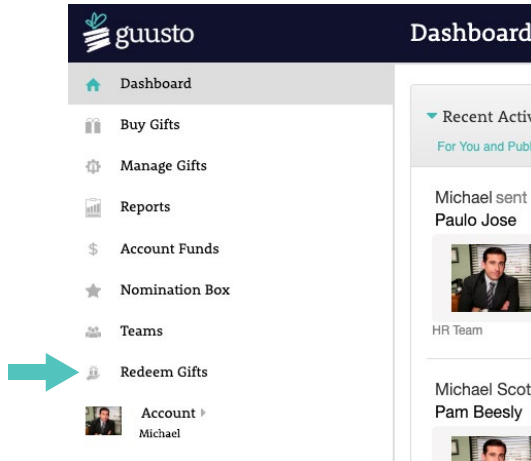 guusto
Dashboard
Dashboard
Buy Gifts
Manage Gifts
Reports
Account Funds
Nomination Box
Teams
Redeem Gifts
Account
Michael
Recent Activ
For You and Publ
Michael sent
Paulo Jose
HR Team
Michael Scot
Pam Beesly